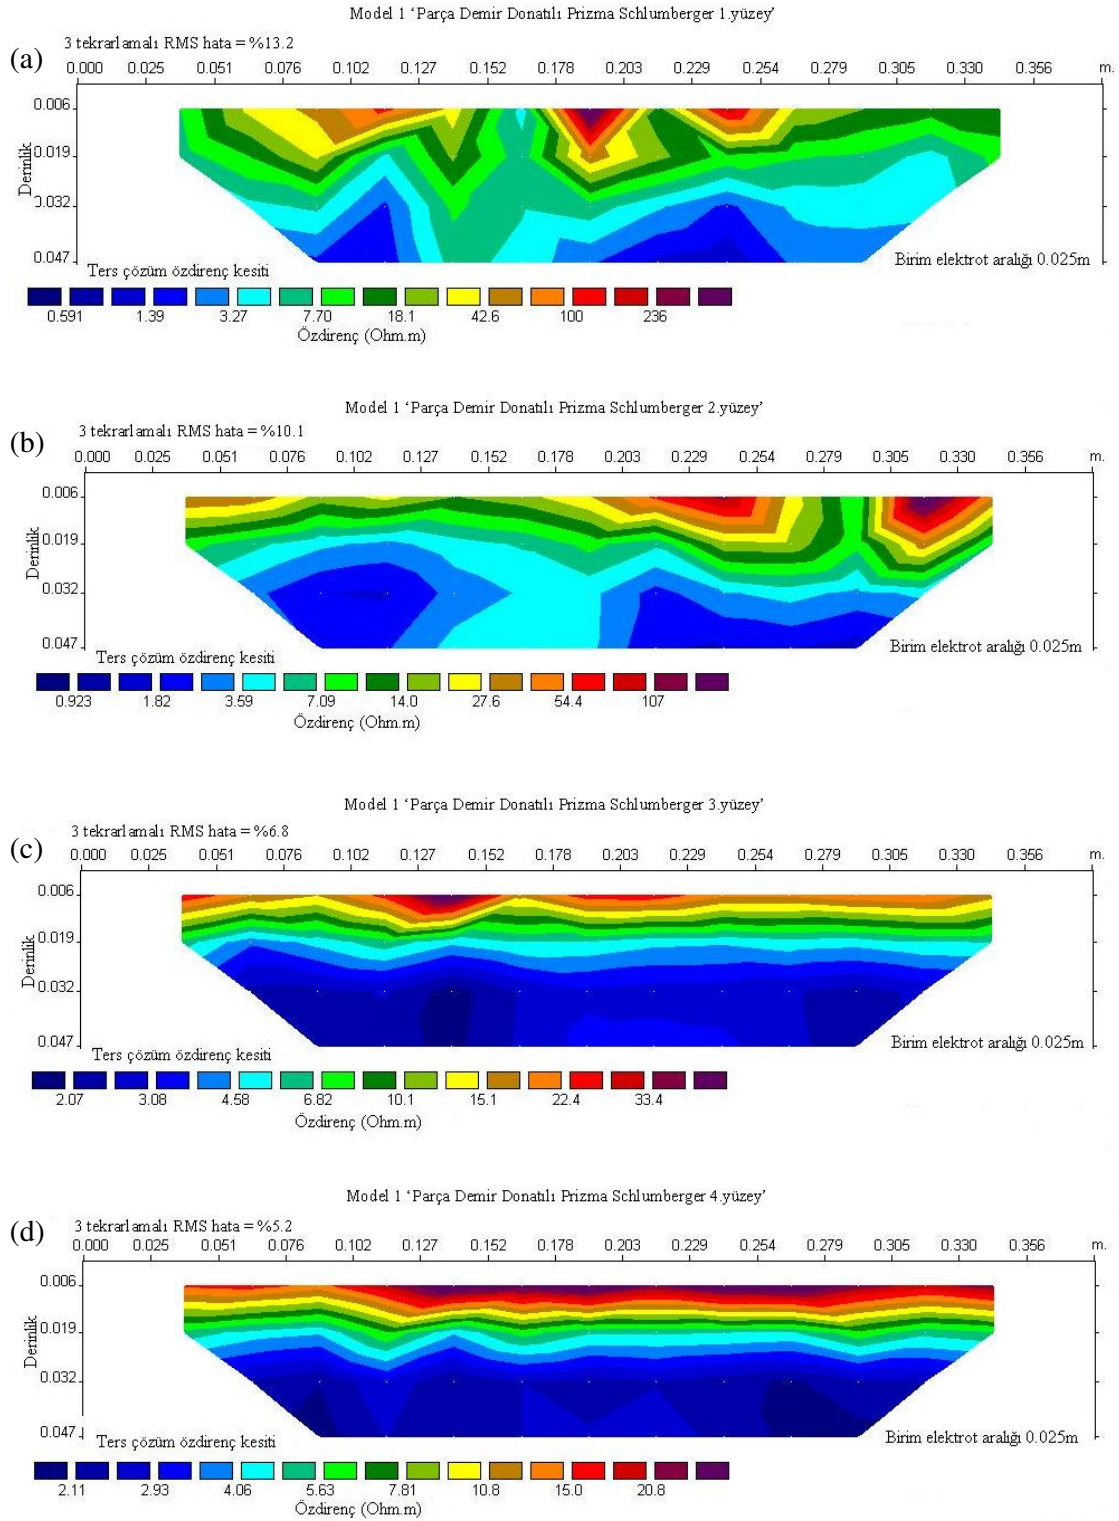 Model 1 ‘Parça Demir Donatılı Prizma Schlumberger 1.yüzey’
(a) 3 tekrarlamalı RMS hata = %13.2
0.000 0.025 0.051 0.076 0.102 0.127 0.152 0.178 0.203 0.229 0.254 0.279 0.305 0.330 0.356 m.
Derinlik
0.006
0.019
0.032
0.047
Ters çözüm özdirenç kesiti
Birim elektrot aralığı 0.025m
0.591 1.39 3.27 7.70 18.1 42.6 100 236
Özdirenç (Ohm.m)
Model 1 ‘Parça Demir Donatılı Prizma Schlumberger 2.yüzey’
(b) 3 tekrarlamalı RMS hata = %10.1
0.000 0.025 0.051 0.076 0.102 0.127 0.152 0.178 0.203 0.229 0.254 0.279 0.305 0.330 0.356 m.
Derinlik
0.006
0.019
0.032
0.047
Ters çözüm özdirenç kesiti
Birim elektrot aralığı 0.025m
0.923 1.82 3.59 7.09 14.0 27.6 54.4 107
Özdirenç (Ohm.m)
Model 1 ‘Parça Demir Donatılı Prizma Schlumberger 3.yüzey’
(c) 3 tekrarlamalı RMS hata = %6.8
0.000 0.025 0.051 0.076 0.102 0.127 0.152 0.178 0.203 0.229 0.254 0.279 0.305 0.330 0.356 m.
Derinlik
0.006
0.019
0.032
0.047
Ters çözüm özdirenç kesiti
Birim elektrot aralığı 0.025m
2.07 3.08 4.58 6.82 10.1 15.1 22.4 33.4
Özdirenç (Ohm.m)
Model 1 ‘Parça Demir Donatılı Prizma Schlumberger 4.yüzey’
(d) 3 tekrarlamalı RMS hata = %5.2
0.000 0.025 0.051 0.076 0.102 0.127 0.152 0.178 0.203 0.229 0.254 0.279 0.305 0.330 0.356 m.
Derinlik
0.006
0.019
0.032
0.047
Ters çözüm özdirenç kesiti
Birim elektrot aralığı 0.025m
2.11 2.93 4.06 5.63 7.81 10.8 15.0 20.8
Özdirenç (Ohm.m)